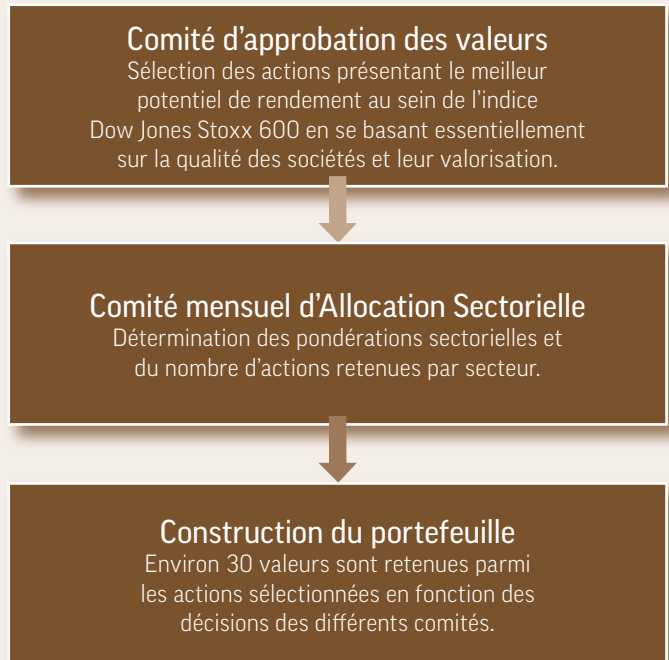 Comité d’approbation des valeurs
Sélection des actions présentant le meilleur
potentiel de rendement au sein de l’indice
Dow Jones Stoxx 600 en se basant essentiellement
sur la qualité des sociétés et leur valorisation.
Comité mensuel d’Allocation Sectorielle
Détermination des pondérations sectorielles et
du nombre d’actions retenues par secteur.
Construction du portefeuille
Environ 30 valeurs sont retenues parmi
les actions sélectionnées en fonction des
décisions des différents comités.